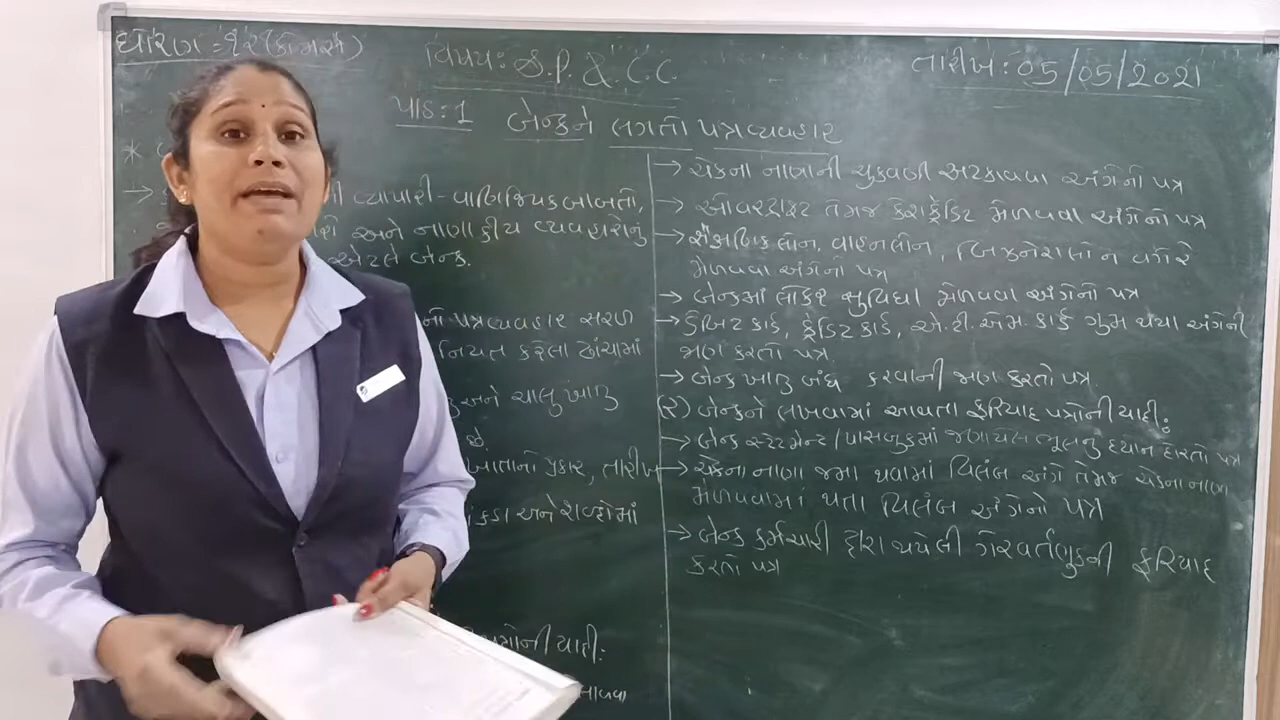 ધોરણ :- ૧૨ (કોમર્સ)
વિષય: S.P. & C.C.
તારીખ: 05/05/2021
પાઠ: 1 બેન્કને લગતો પત્રવ્યવહાર
*
→ વ્યાપારી - વાણિજ્યિક બાબતો,
અને નાણાકીય વ્યવહારોનું
એટલે બેન્ક.
પત્રવ્યવહાર સરળ
નિયત કરેલા ઢાંચામાં
અને ચાલુ ખાતુ
છે.
ખાતાનો પ્રકાર, તારીખ
અને શબ્દોમાં
યાદી:
→ ચેકના નાણાની ચુકવણી અટકાવવા અંગેનો પત્ર
→ ઓવરડ્રાફ્ટ તેમજ કેશક્રેડિટ મેળવવા અંગેનો પત્ર
→ શૈક્ષણિક લોન, વાહનલોન, બિઝનેસલોન વગેરે
મેળવવા અંગેનો પત્ર
→ બેન્કમાં લોકર સુવિધા મેળવવા અંગેનો પત્ર
→ ડેબિટ કાર્ડ, ક્રેડિટ કાર્ડ, એ.ટી.એમ. કાર્ડ ગુમ થયા અંગેની
જાણ કરતો પત્ર
→ બેન્ક ખાતુ બંધ કરવાની જાણ કરતો પત્ર
(૨) બેન્કને લખવામાં આવતા ફરિયાદ પત્રોની યાદી:
→ બેન્ક સ્ટેટમેન્ટ/પાસબુકમાં જણાયેલ ભૂલનું ધ્યાન દોરતો પત્ર
→ ચેકના નાણા જમા થવામાં વિલંબ અંગે તેમજ ચેકના નાણા
મેળવવામાં થતા વિલંબ અંગેનો પત્ર
→ બેન્ક કર્મચારી દ્વારા થયેલી ગેરવર્તણુકની ફરિયાદ
કરતો પત્ર